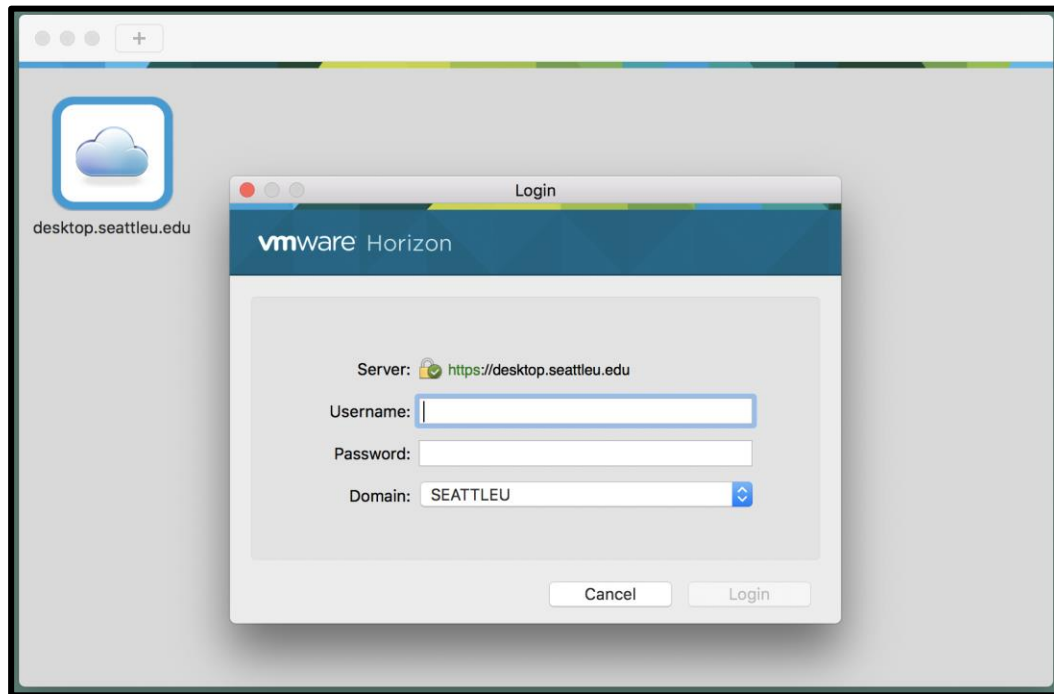 +
desktop.seattleu.edu
Login
vmware Horizon
Server: https://desktop.seattleu.edu
Username:
Password:
Domain: SEATTLEU
Cancel Login